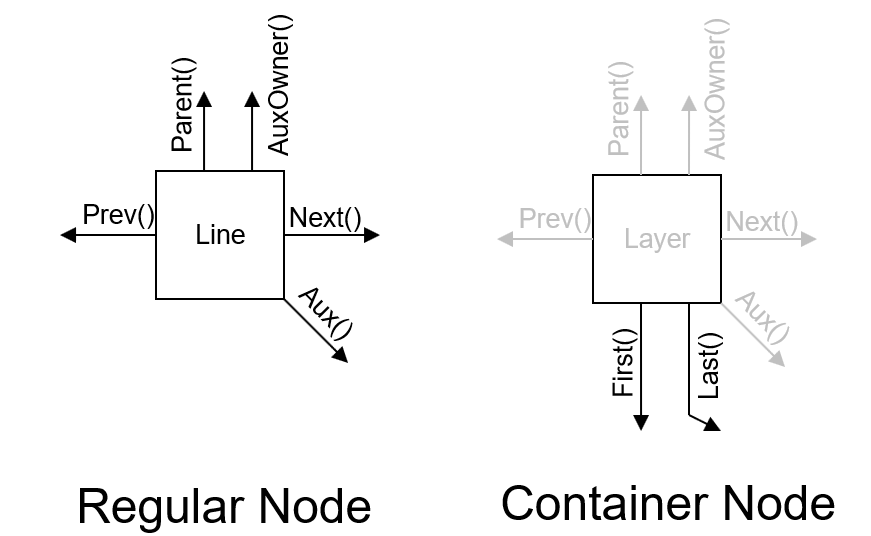 Parent()
AuxOwner()
Prev()
Line
Next()
Aux()
Regular Node
Parent()
AuxOwner()
Prev()
Layer
Next()
Aux()
First()
Last()
Container Node